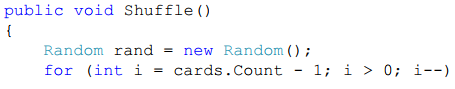 public void Shuffle()
{
    Random rand = new Random();
    for (int i = cards.Count - 1; i > 0; i--)